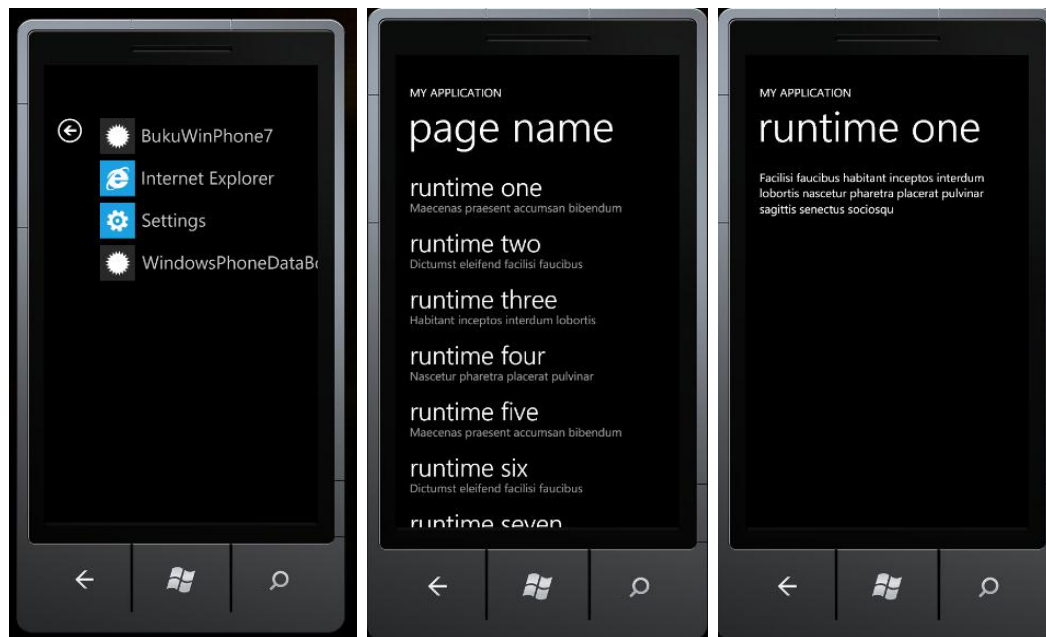 BukuWinPhone7
Internet Explorer
Settings
WindowsPhoneDataBo
MY APPLICATION
page name
runtime one
Maecenas praesent accumsan bibendum
runtime two
Dictumst eleifend facilisi faucibus
runtime three
Habitant inceptos interdum lobortis
runtime four
Nascetur pharetra placerat pulvinar
runtime five
Maecenas praesent accumsan bibendum
runtime six
Dictumst eleifend facilisi faucibus
runtime seven
MY APPLICATION
runtime one
Facilisi faucibus habitant inceptos interdum
lobortis nascetur pharetra placerat pulvinar
sagittis senectus sociosqu